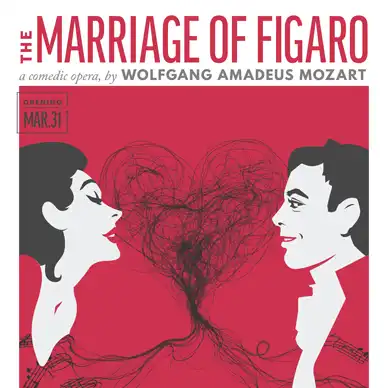 THE MARRIAGE OF FIGARO
a comedic opera, by WOLFGANG AMADEUS MOZART
OPENING
MAR.31